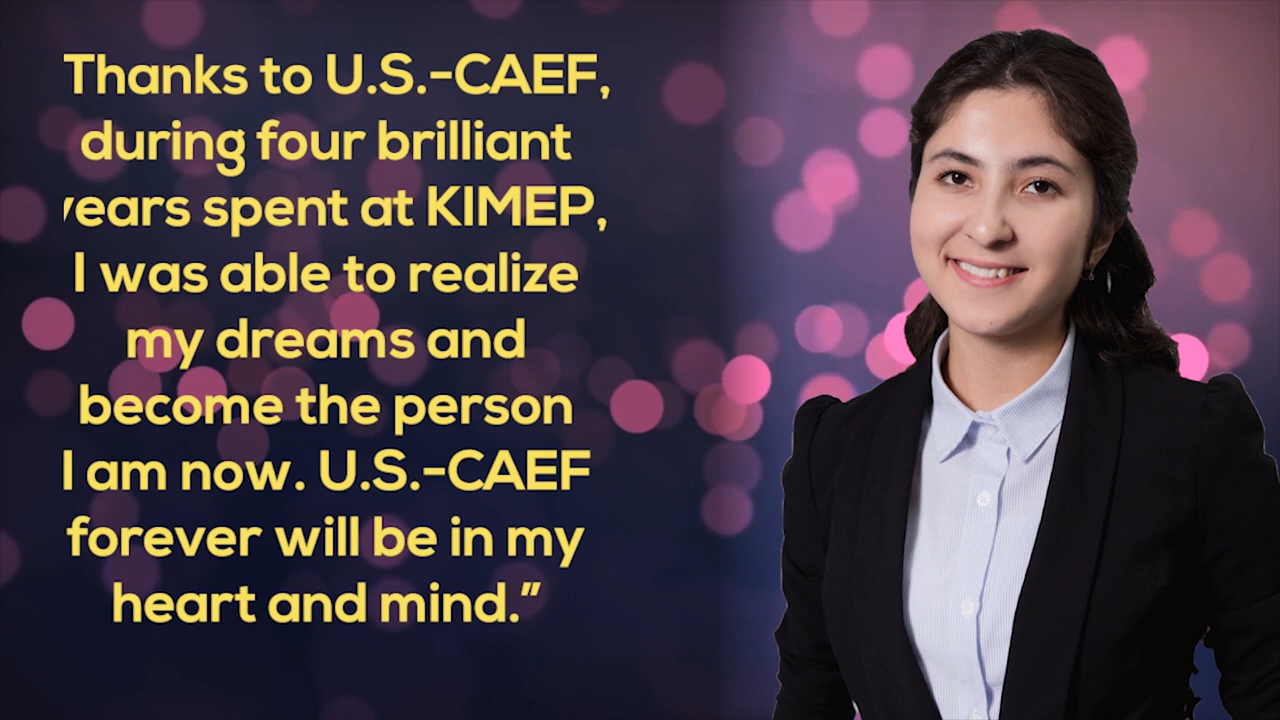 Thanks to U.S.-CAEF,
during four brilliant
years spent at KIMEP,
I was able to realize
my dreams and
become the person
I am now. U.S.-CAEF
forever will be in my
heart and mind.”